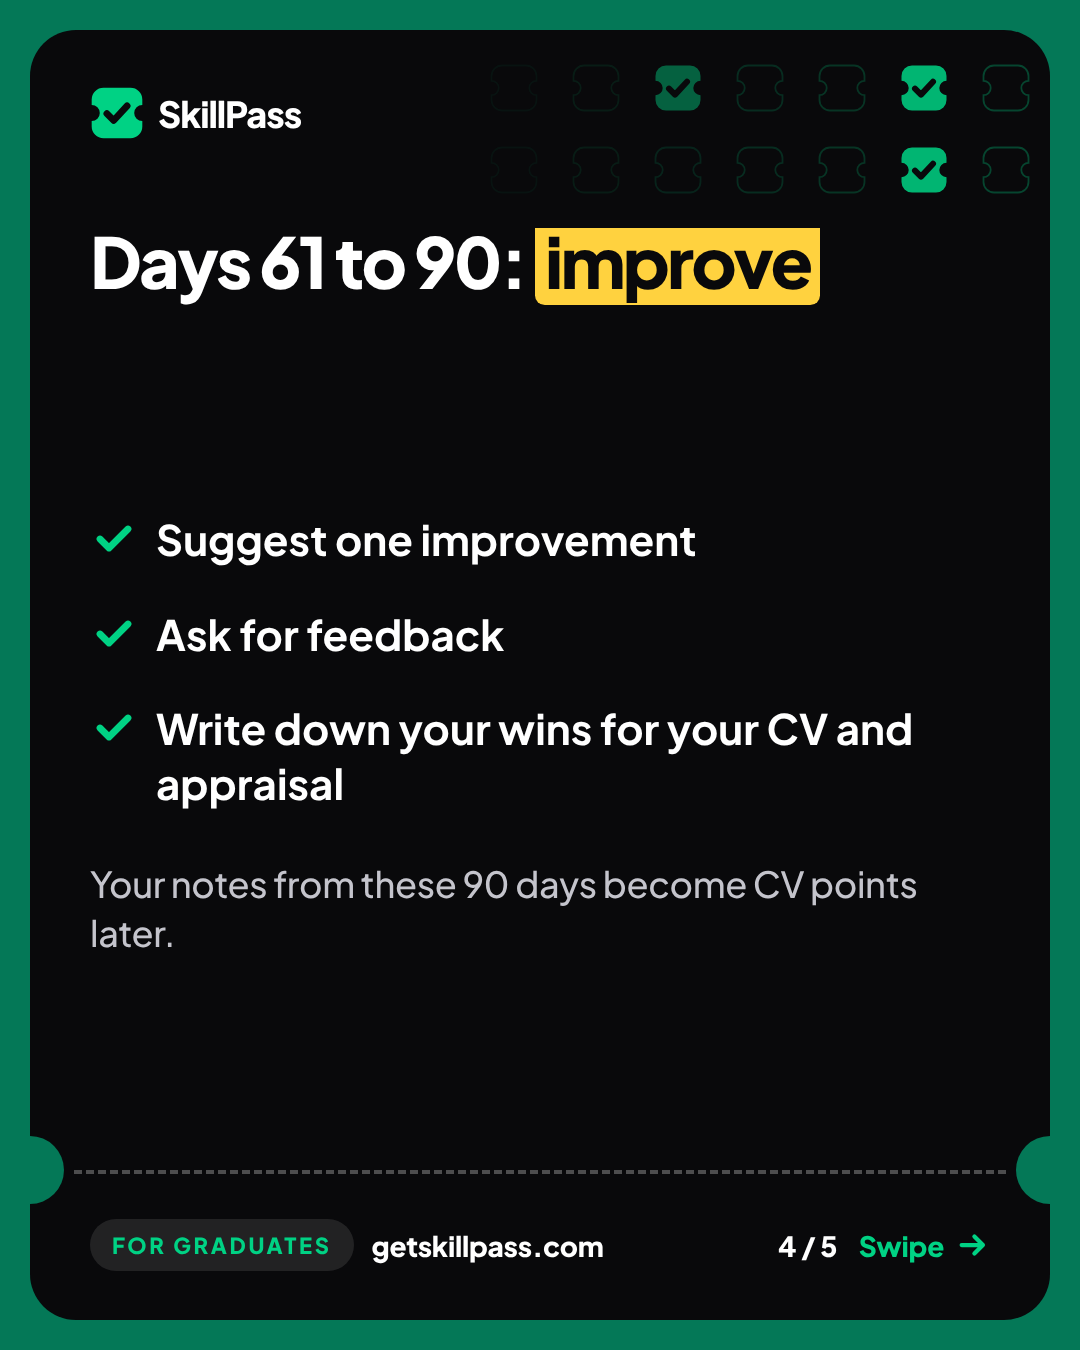 SkillPass
Days 61 to 90: improve
Suggest one improvement
Ask for feedback
Write down your wins for your CV and
appraisal
Your notes from these 90 days become CV points
later.
FOR GRADUATES getskillpass.com 4 / 5 Swipe →